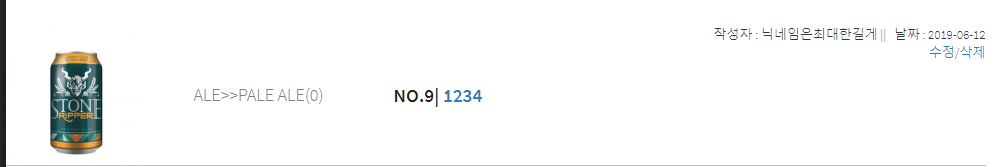 작성자 : 닉네임은최대한길게 || 날짜 : 2019-06-12
수정/삭제
STONE
RIPPER
ALE>>PALE ALE(0)
NO.9| 1234